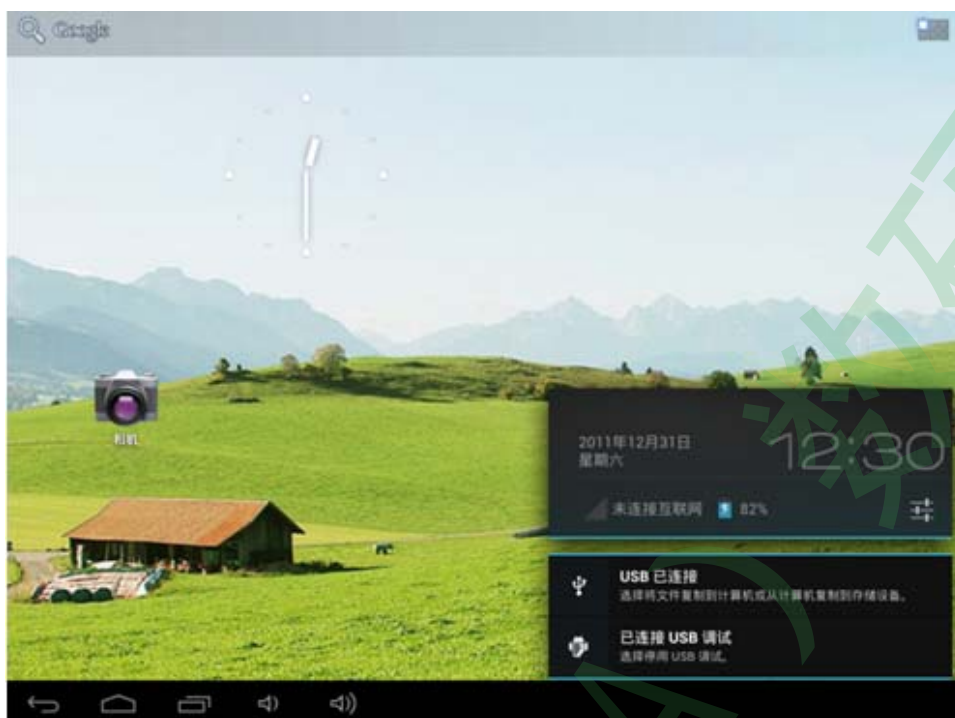 Google
相机
2011年12月31日
星期六
12:30
未连接互联网 82%
USB 已连接
选择将文件复制到计算机或从计算机复制到存储设备。
已连接 USB 调试
选择停用 USB 调试。